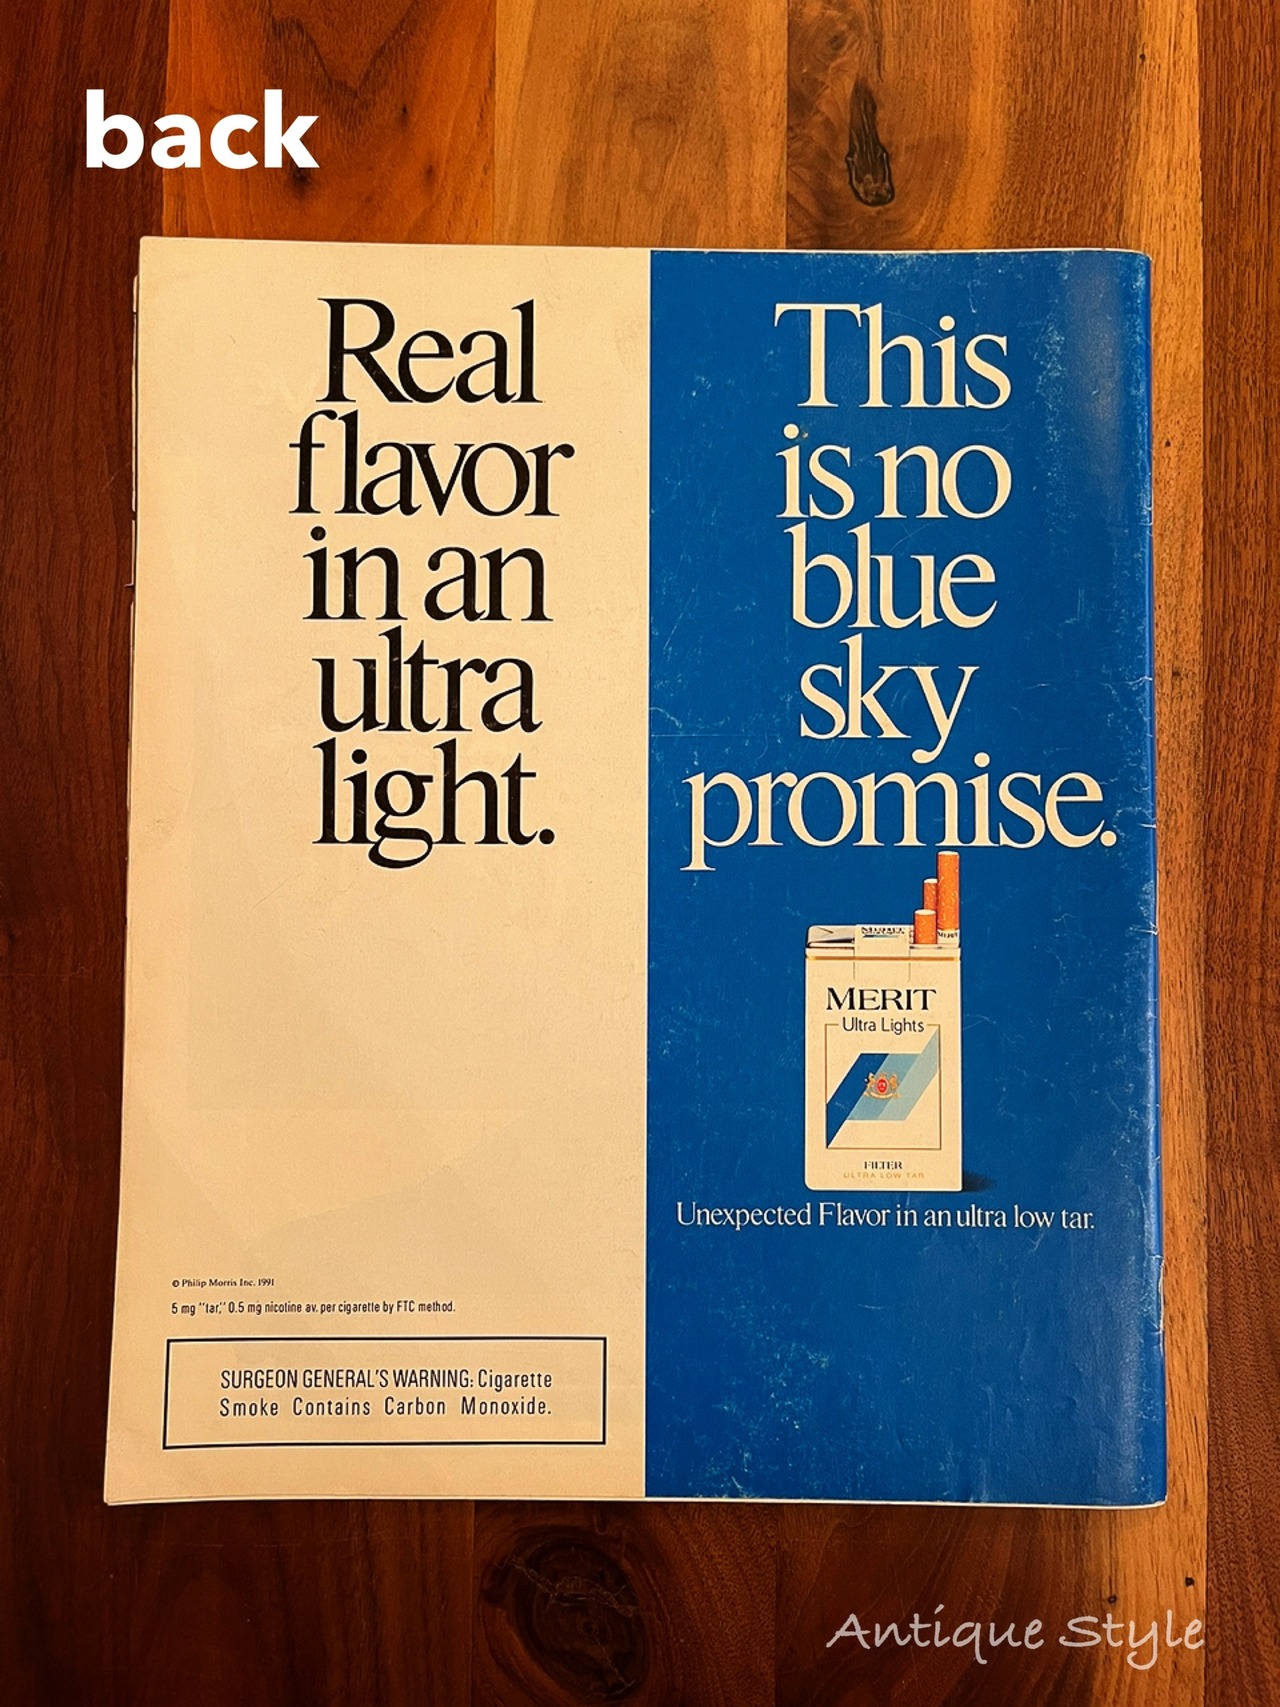 back
Real
flavor
in an
ultra
light.
© Philip Morris Inc. 1991
5 mg "tar," 0.5 mg nicotine av. per cigarette by FTC method.
SURGEON GENERAL'S WARNING: Cigarette
Smoke Contains Carbon Monoxide.
This
is no
blue
sky
promise.
MERIT
MERIT
Ultra Lights
FILTER
ULTRA LOW TAR
Unexpected Flavor in an ultra low tar.
Antique Style